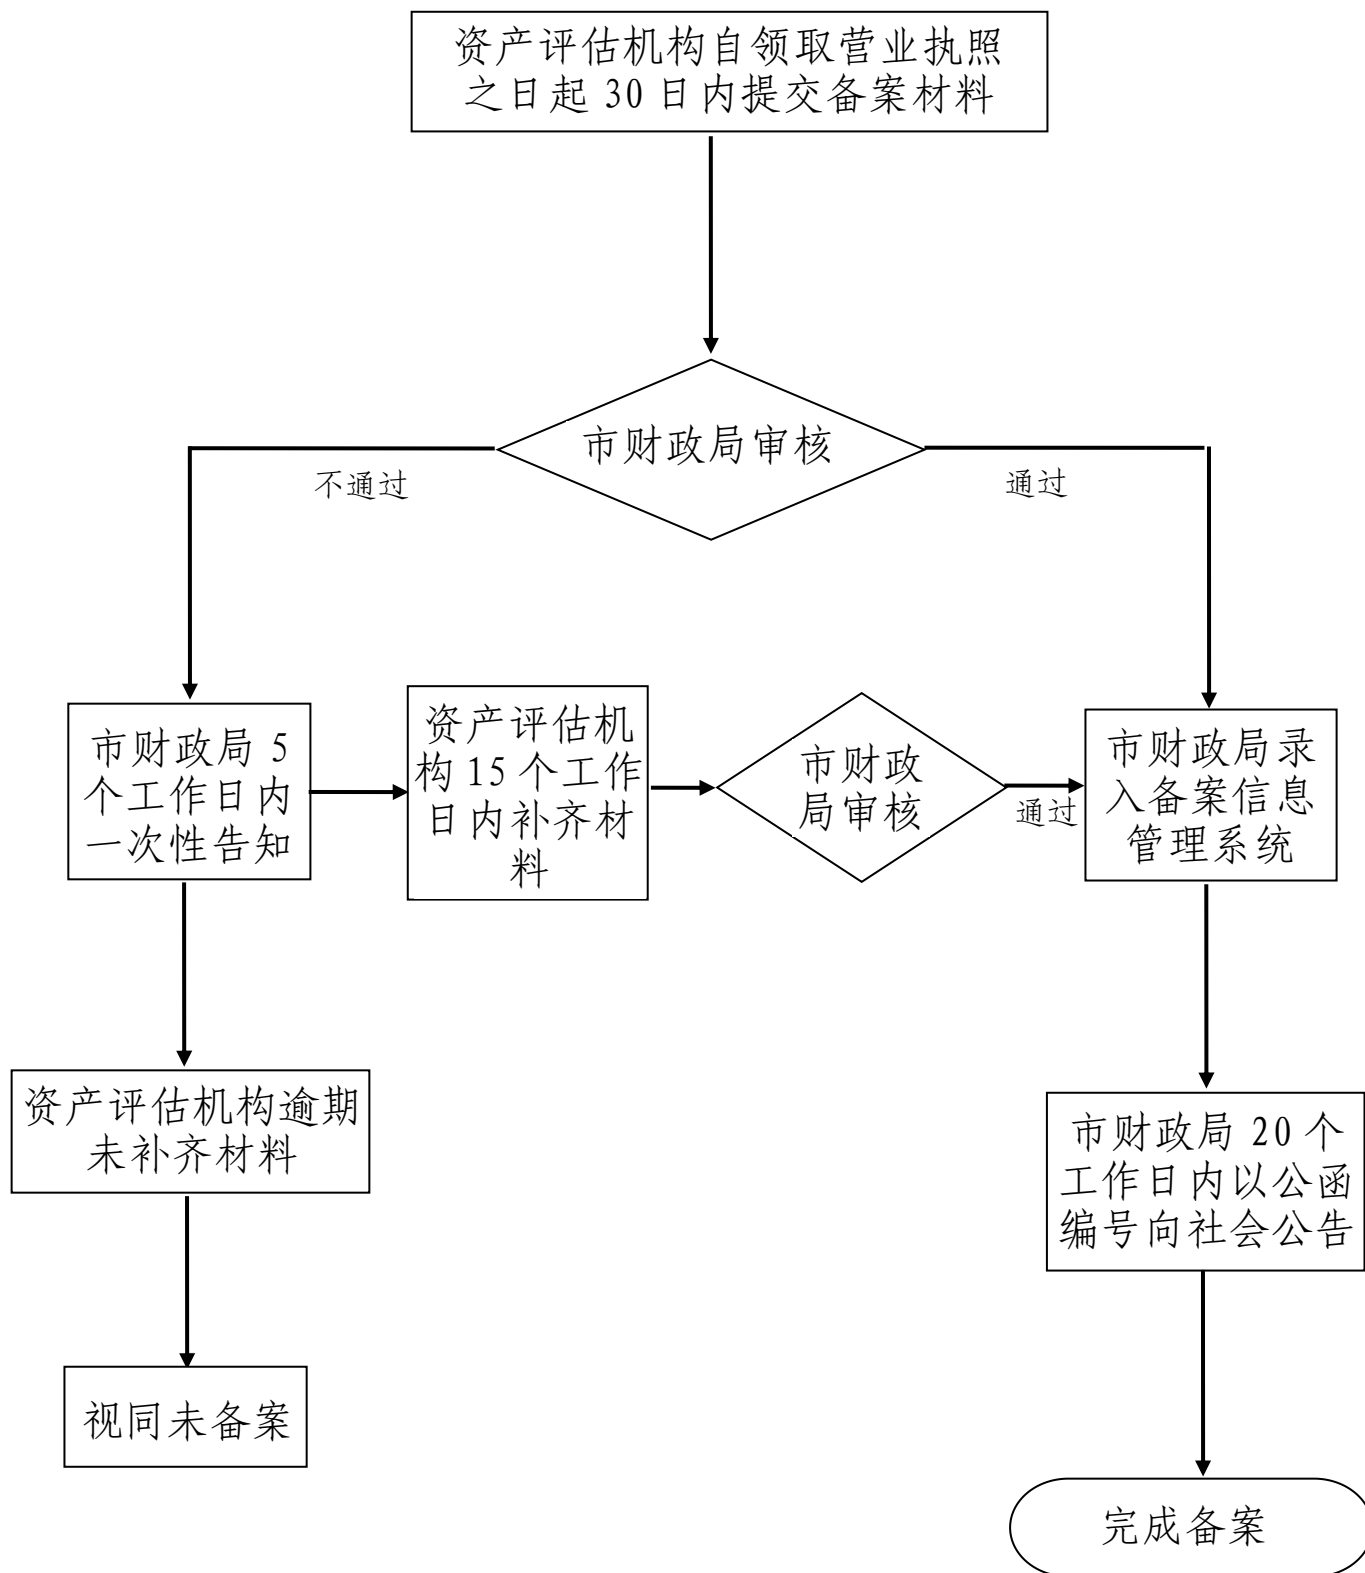 资产评估机构自领取营业执照
之日起 30 日内提交备案材料
市财政局审核
不通过
通过
市财政局 5
个工作日内
一次性告知
资产评估机
构 15 个工作
日内补齐材
料
市财政
局审核
通过
市财政局录
入备案信息
管理系统
资产评估机构逾期
未补齐材料
市财政局 20 个
工作日内以公函
编号向社会公告
视同未备案
完成备案